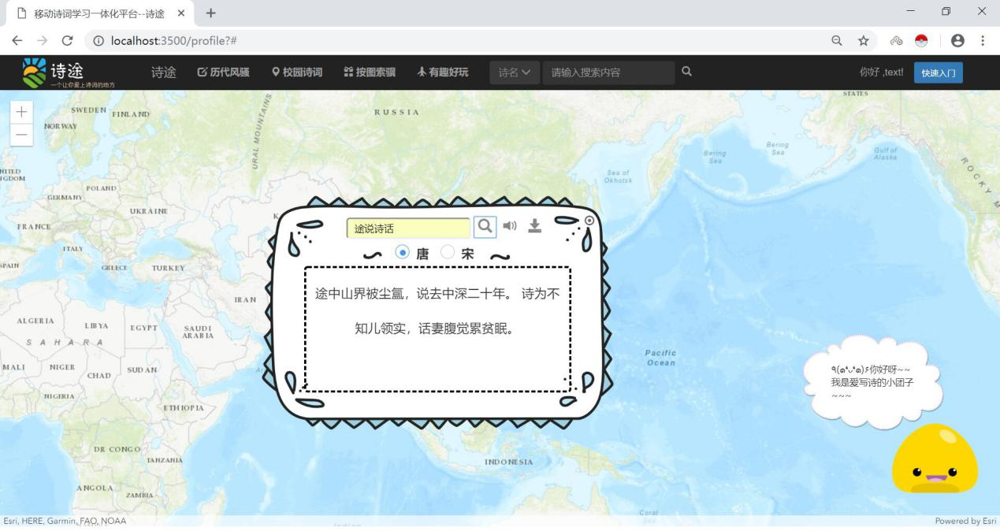 移动诗词学习一体化平台--诗途
localhost:3500/profile?#
诗途
一个让你爱上诗词的地方
诗途 历代风骚 校园诗词 按图索骥 有趣好玩 诗名 请输入搜索内容 你好 ,text! 快速入门
STATES
SWEDEN FINLAND
NORWAY
RUSSIA
URAL MOUNTAINS
Bering
Sea
Bering
Sea
Gulf of
Alaska
ROCKY M
Sea of
Okhotsk
NITED
NGDOM
POLAND
GERMANY
UKRAINE
K
FRANCE
ITALY
SPAIN
GREECE TURKEY
IRAN
ALGERIA LIBYA EGYPT SAUDI
ARABIA
SAHARA
MALI NIGER CHAD SUDAN
NIGERIA
ETHIOPIA
DR CONGO
TANZANIA
ANGOLA
ZAMBIA
途说诗话
唐 宋
途中山界被尘氲，说去中深二十年。 诗为不
知儿领实，话妻腹觉累贫眠。
Pacific
Ocean
INDONESIA
你好呀~~
我是爱写诗的小团子
~~~
Coral
Sea
Indian
Esri, HERE, Garmin, FAO, NOAA
Powered by Esri